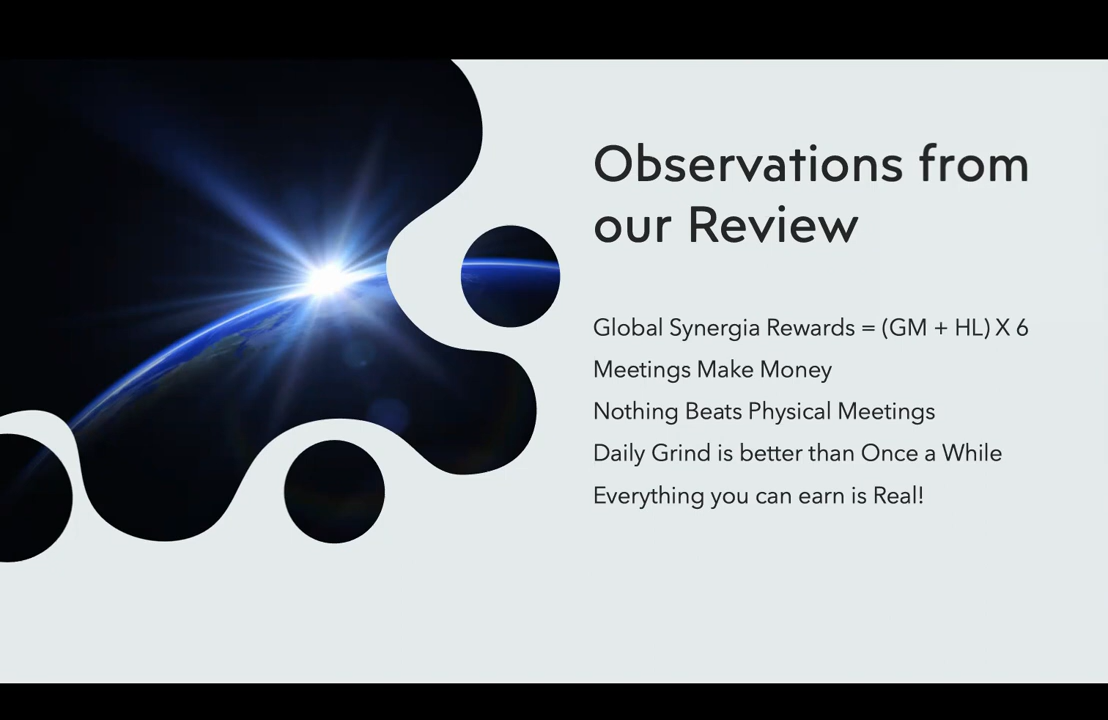 Observations from
our Review
Global Synergia Rewards = (GM + HL) X 6
Meetings Make Money
Nothing Beats Physical Meetings
Daily Grind is better than Once a While
Everything you can earn is Real!